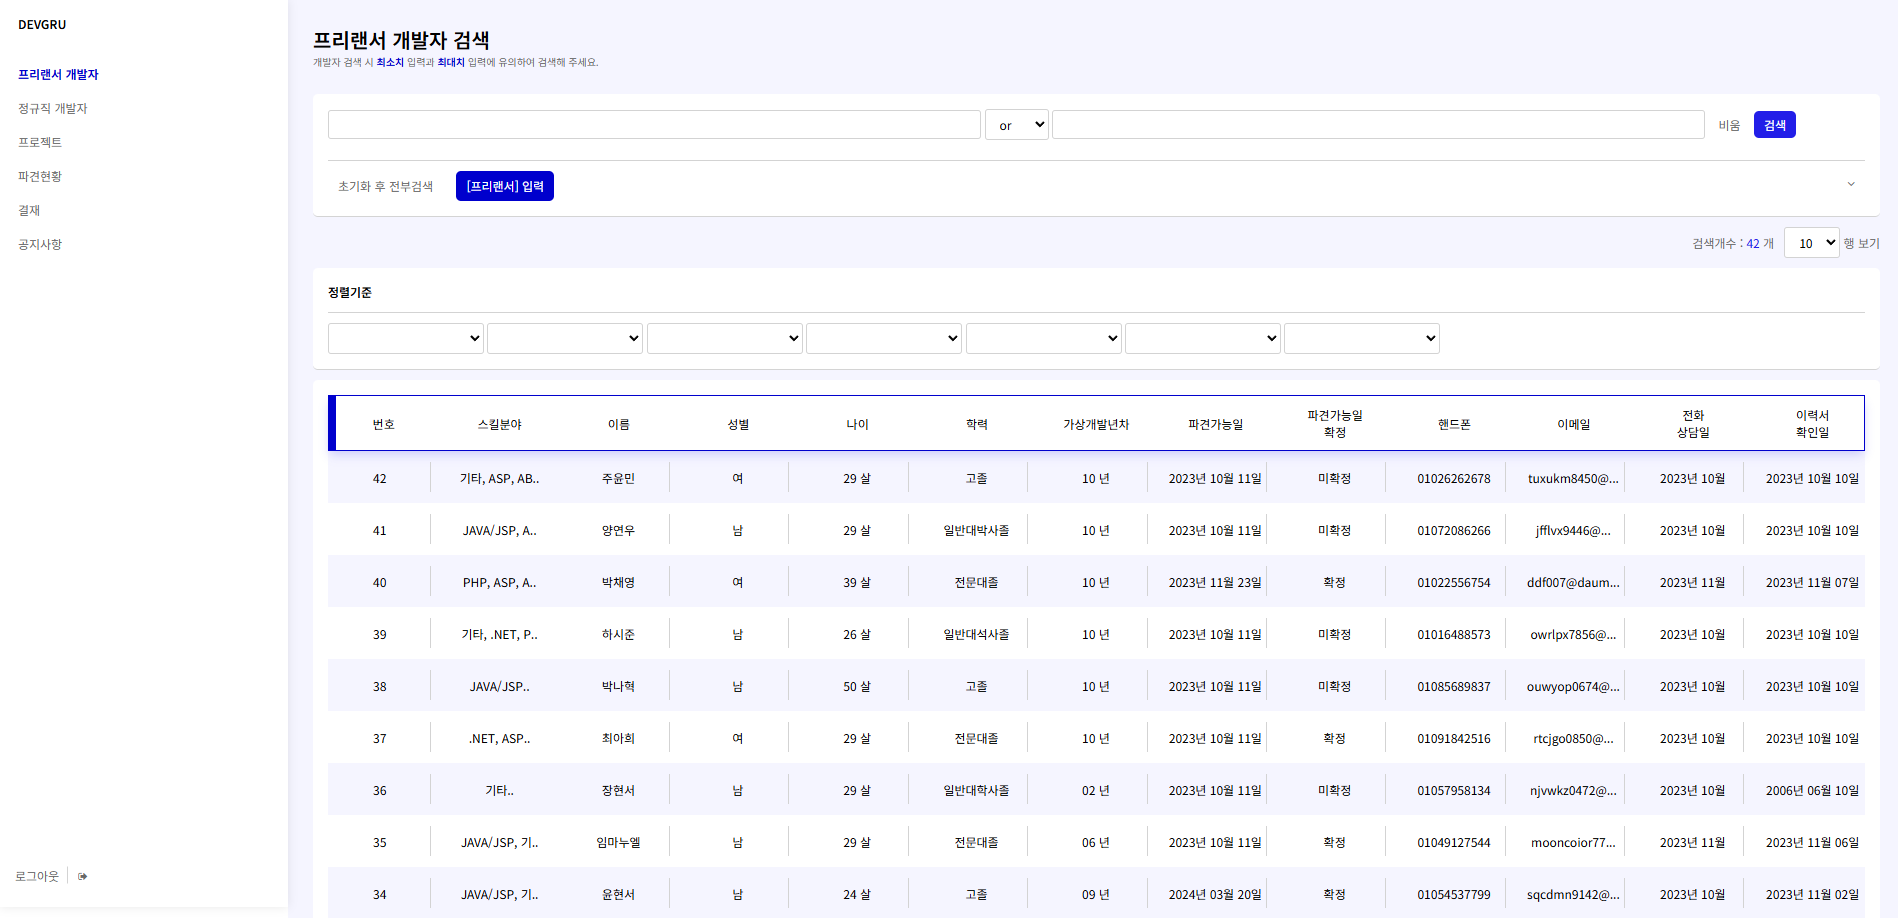 DEVGRU
프리랜서 개발자
정규직 개발자
프로젝트
파견현황
결재
공지사항
로그아웃
프리랜서 개발자 검색
개발자 검색 시 최소치 입력과 최대치 입력에 유의하여 검색해 주세요.
or 비움 검색
초기화 후 전부검색 [프리랜서] 입력
검색개수 : 42 개 10 행 보기
정렬기준
번호 스킬분야 이름 성별 나이 학력 가상개발년차 파견가능일 파견가능일 확정 핸드폰 이메일 전화 상담일 이력서 확인일
42 기타, ASP, AB.. 주윤민 여 29 살 고졸 10 년 2023년 10월 11일 미확정 01026262678 tuxukm8450@... 2023년 10월 2023년 10월 10일
41 JAVA/JSP, A.. 양연우 남 29 살 일반대박사졸 10 년 2023년 10월 11일 미확정 01072086266 jfflvx9446@... 2023년 10월 2023년 10월 10일
40 PHP, ASP, A.. 박채영 여 39 살 전문대졸 10 년 2023년 11월 23일 확정 01022556754 ddf007@daum... 2023년 11월 2023년 11월 07일
39 기타, .NET, P.. 하시준 남 26 살 일반대석사졸 10 년 2023년 10월 11일 미확정 01016488573 owrlpx7856@... 2023년 10월 2023년 10월 10일
38 JAVA/JSP.. 박나혁 남 50 살 고졸 10 년 2023년 10월 11일 미확정 01085689837 ouwyop0674@... 2023년 10월 2023년 10월 10일
37 .NET, ASP.. 최아희 여 29 살 전문대졸 10 년 2023년 10월 11일 확정 01091842516 rtcjgo0850@... 2023년 10월 2023년 10월 10일
36 기타.. 장현서 남 29 살 일반대학사졸 02 년 2023년 10월 11일 미확정 01057958134 njvwkz0472@... 2023년 10월 2006년 06월 10일
35 JAVA/JSP, 기.. 임마누엘 남 29 살 전문대졸 06 년 2023년 10월 11일 확정 01049127544 mooncoior77... 2023년 11월 2023년 11월 06일
34 JAVA/JSP, 기.. 윤현서 남 24 살 고졸 09 년 2024년 03월 20일 확정 01054537799 sqcdmn9142@... 2023년 10월 2023년 11월 02일